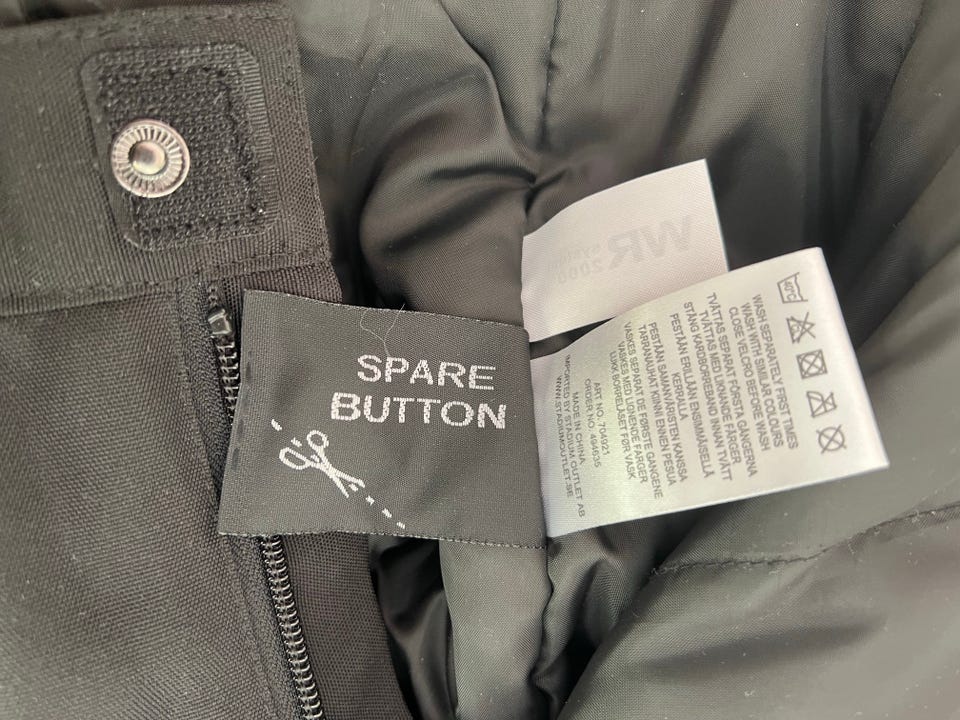 SPARE
BUTTON
WR
system
2000
40°C
WASH SEPARATELY FIRST TIMES
WASH WITH SIMILAR COLOURS
CLOSE VELCRO BEFORE WASH
TVÄTTAS SEPARAT FÖRSTA GÅNGERNA
TVÄTTAS MED LIKNANDE FÄRGER
STÄNG KARDBORREBAND INNAN TVÄTT
PESTÄÄN ERILLÄÄN ENSIMMÄISELLÄ
KERRALLA
PESTÄÄN SAMANVÄRISTEN KANSSA
TARRANAUHAT KIINNI ENNEN PESUA
VASKES SEPARAT DE FØRSTE GANGENE
VASKES MED LIGNENDE FARGER
LUKK BORRELÅSET FØR VASK
ART NO. 704921
ORDER NO. 494635
MADE IN CHINA
IMPORTED BY STADIUM OUTLET AB
WWW.STADIUMOUTLET.SE